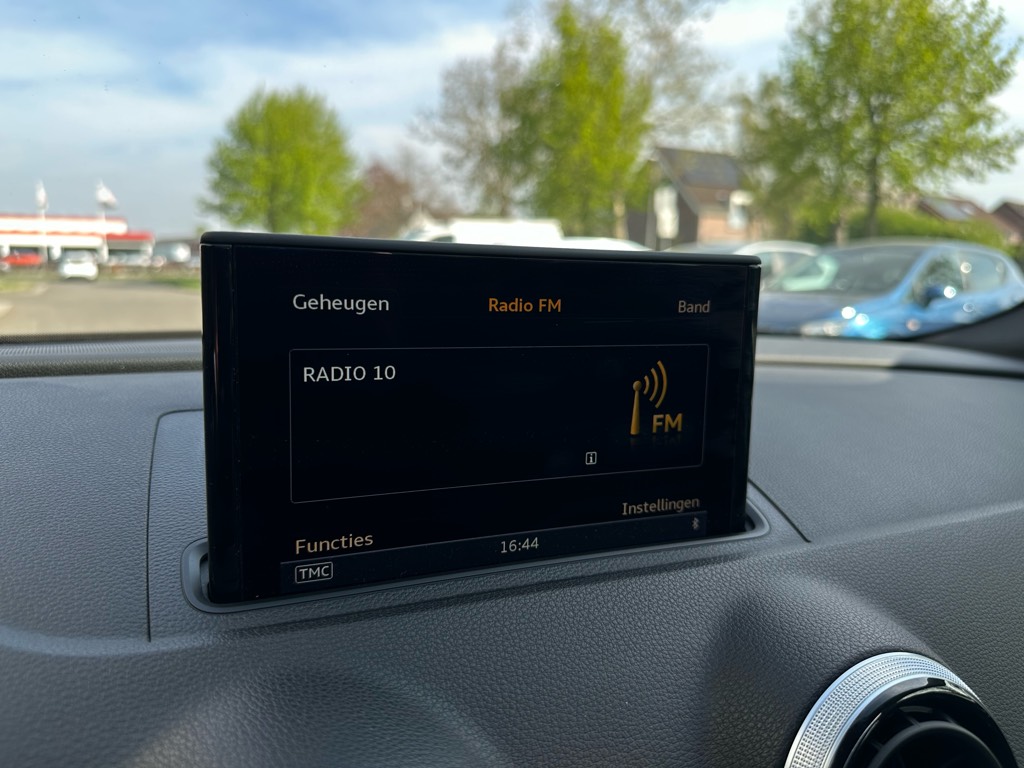 Geheugen
Radio FM
Band
RADIO 10
FM
i
Instellingen
Functies
16:44
TMC